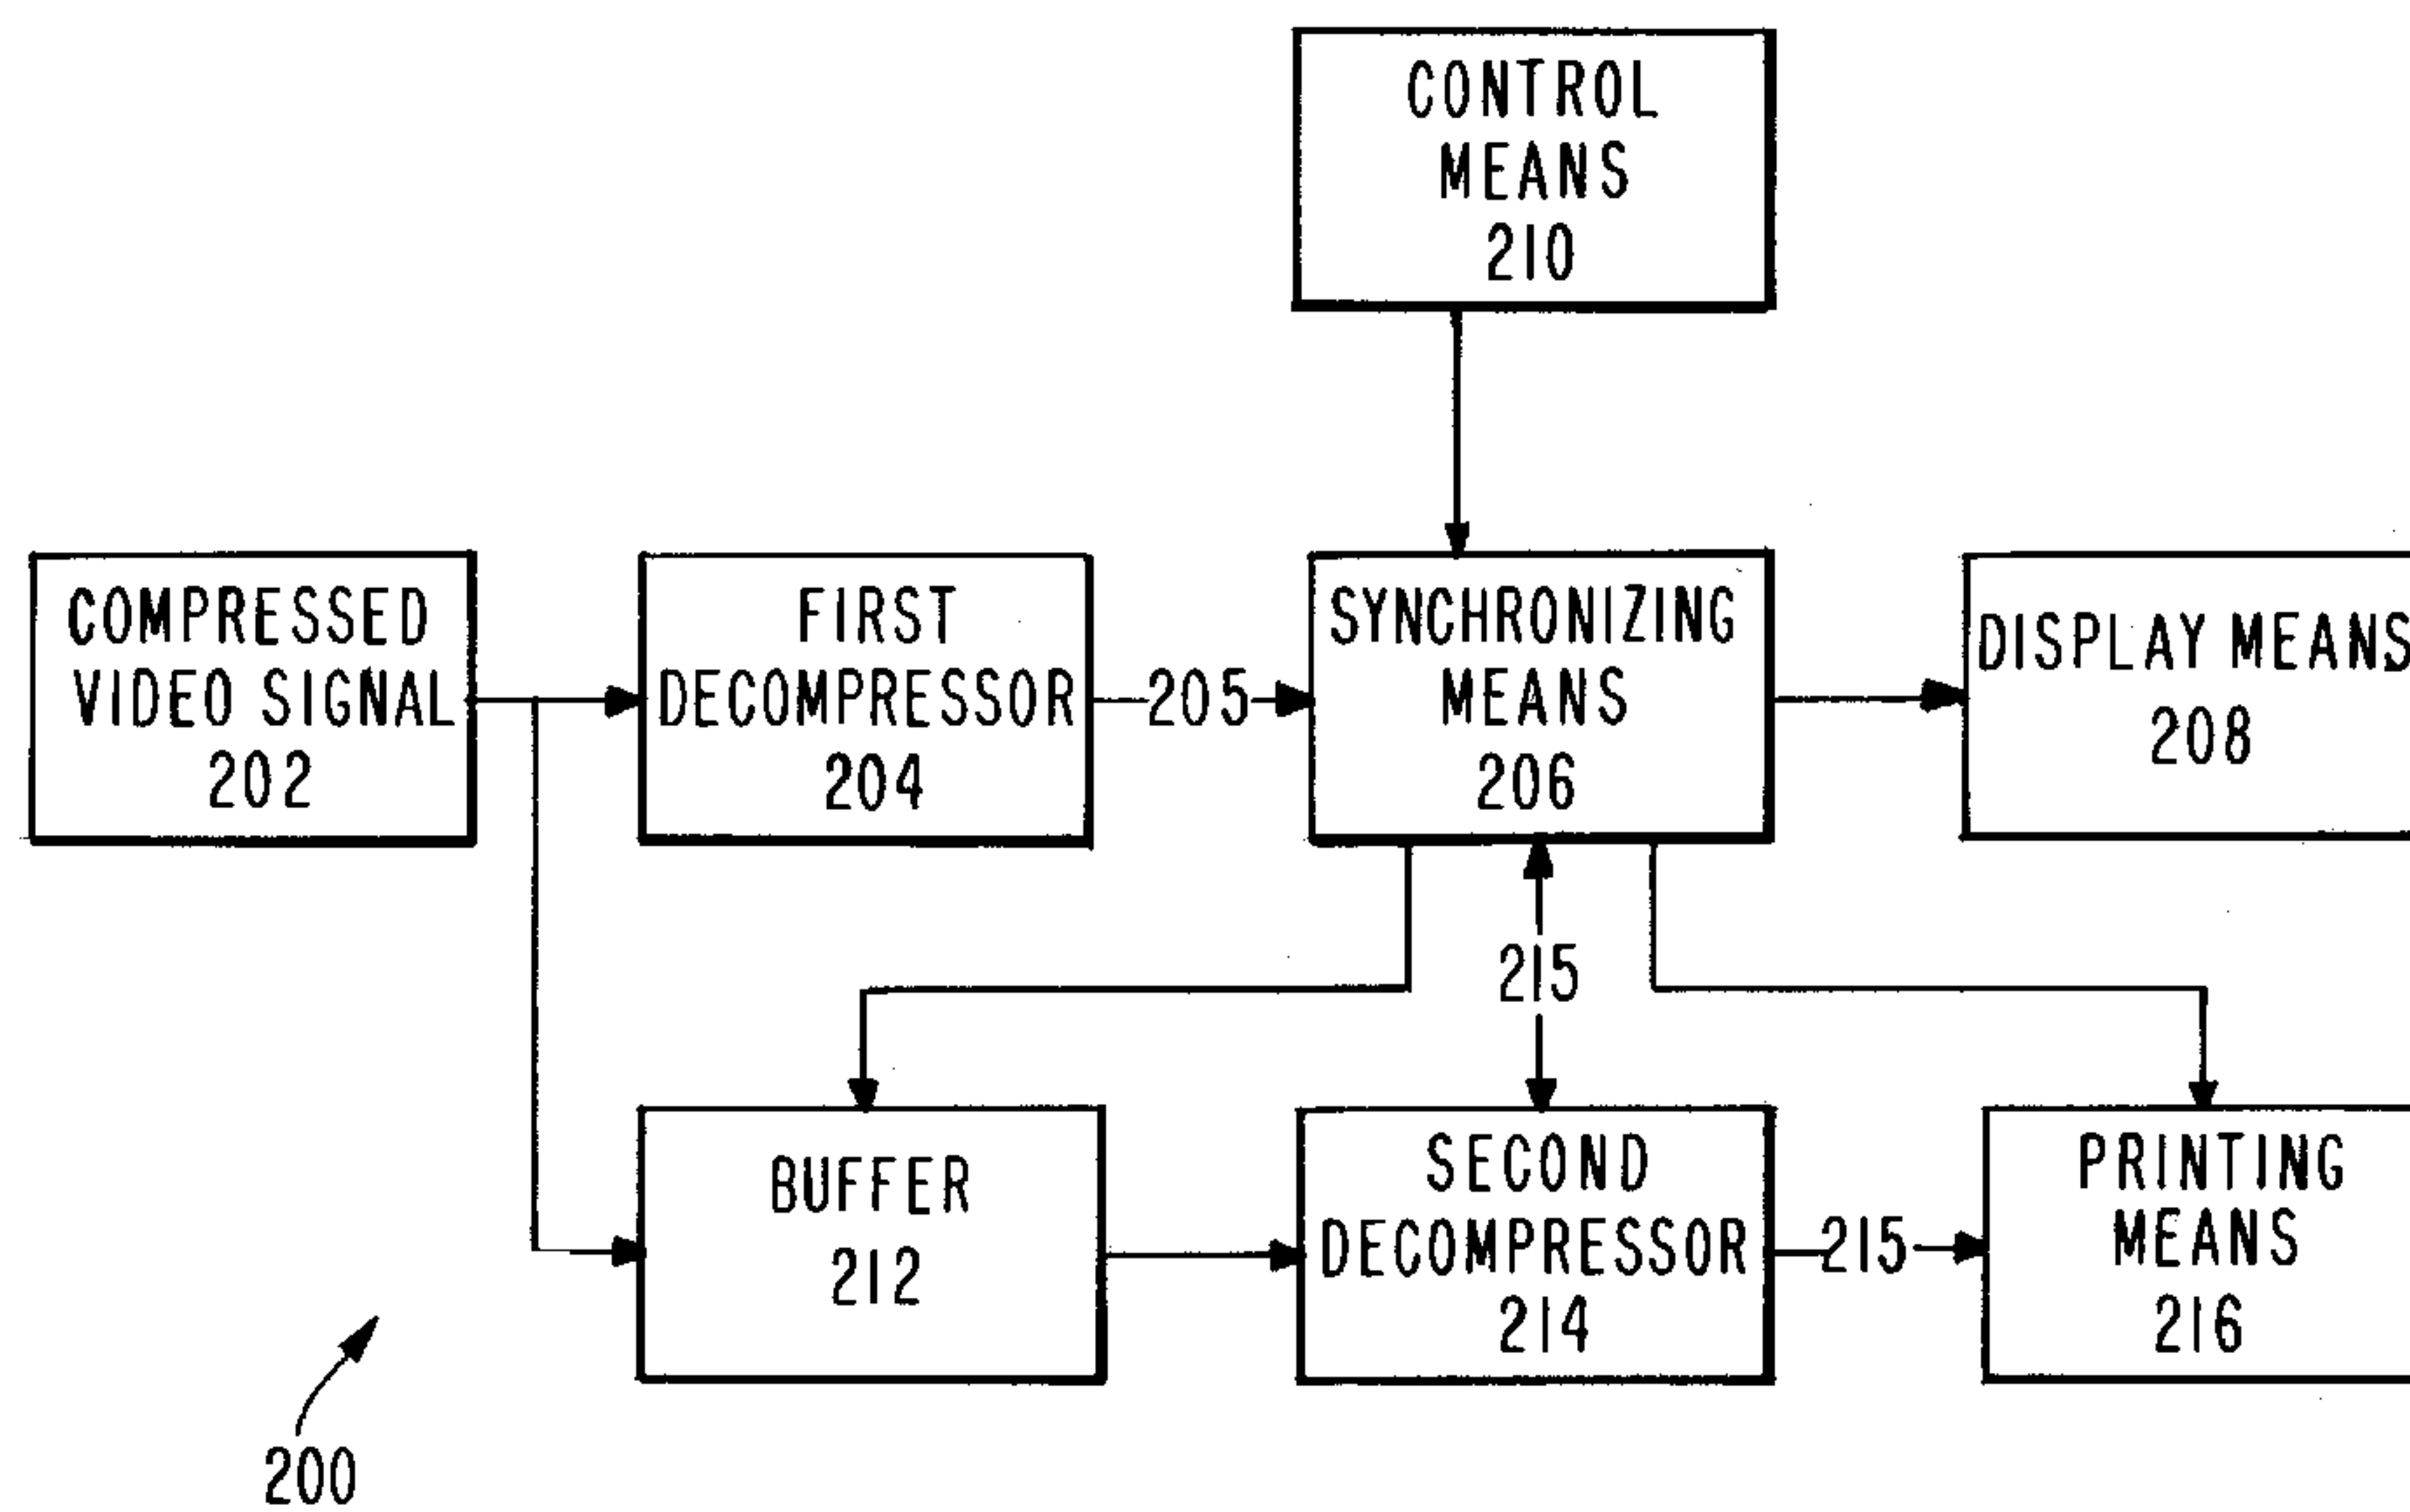 CONTROL
MEANS
210
COMPRESSED
VIDEO SIGNAL
202
FIRST
DECOMPRESSOR
204
205
SYNCHRONIZING
MEANS
206
DISPLAY MEANS
208
215
BUFFER
212
SECOND
DECOMPRESSOR
214
215
PRINTING
MEANS
216
200